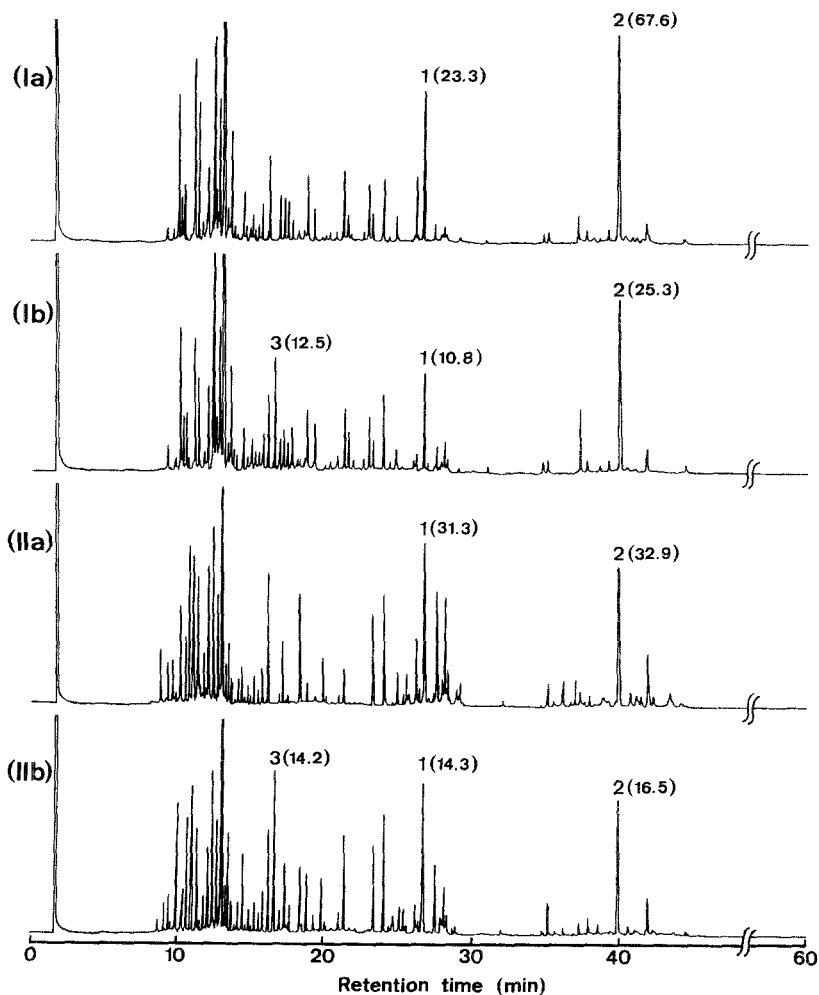 (Ia)
1(23.3)
2(67.6)
(Ib)
3(12.5)
1(10.8)
2(25.3)
(IIa)
1(31.3)
2(32.9)
(IIb)
3(14.2)
1(14.3)
2(16.5)
0 10 20 30 40 60
Retention time (min)